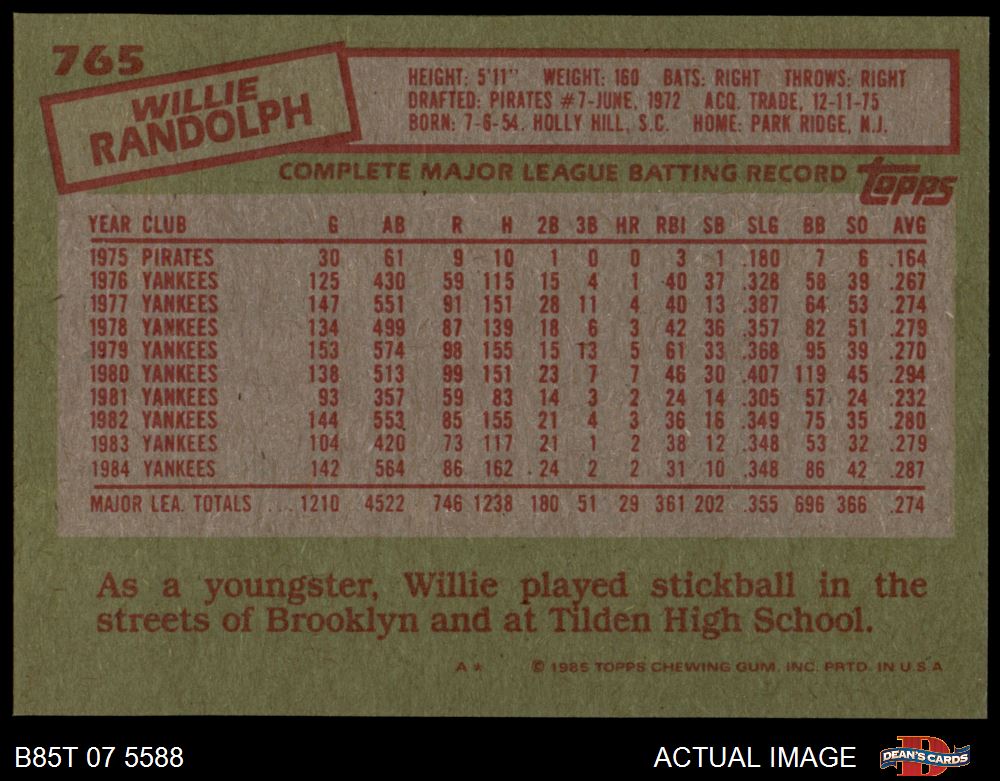 765
WILLIE
RANDOLPH
HEIGHT: 5'11" WEIGHT: 160 BATS: RIGHT THROWS: RIGHT
DRAFTED: PIRATES #7-JUNE, 1972 ACQ. TRADE, 12-11-75
BORN: 7-6-54, HOLLY HILL, S.C. HOME: PARK RIDGE, N.J.
COMPLETE MAJOR LEAGUE BATTING RECORD topps
YEAR CLUB G AB R H 2B 3B HR RBI SB SLG BB SO AVG
1975 PIRATES 30 61 9 10 1 0 0 3 1 .180 7 6 .164
1976 YANKEES 125 430 59 115 15 4 1 40 37 .328 58 39 .267
1977 YANKEES 147 551 91 151 28 11 4 40 13 .387 64 53 .274
1978 YANKEES 134 499 87 139 18 6 3 42 36 .357 82 51 .279
1979 YANKEES 153 574 98 155 15 13 5 61 33 .368 95 39 .270
1980 YANKEES 138 513 99 151 23 7 7 46 30 .407 119 45 .294
1981 YANKEES 93 357 59 83 14 3 2 24 14 .305 57 24 .232
1982 YANKEES 144 553 85 155 21 4 3 36 16 .349 75 35 .280
1983 YANKEES 104 420 73 117 21 1 2 38 12 .348 53 32 .279
1984 YANKEES 142 564 86 162 24 2 2 31 10 .348 86 42 .287
MAJOR LEA. TOTALS ... 1210 4522 746 1238 180 51 29 361 202 .355 696 366 .274
As a youngster, Willie played stickball in the
streets of Brooklyn and at Tilden High School.
A* © 1985 TOPPS CHEWING GUM, INC. PRTD. IN U.S.A
B85T 07 5588 ACTUAL IMAGE DEAN'S CARDS